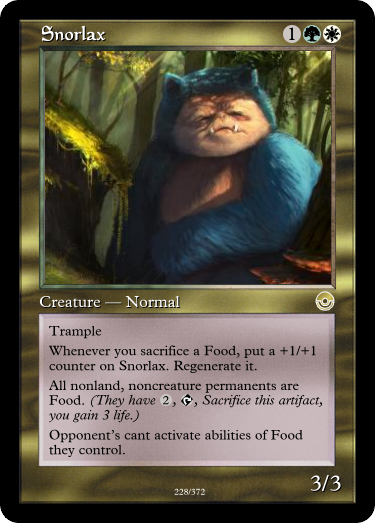 Snorlax 1
Creature — Normal
Trample
Whenever you sacrifice a Food, put a +1/+1
counter on Snorlax. Regenerate it.
All nonland, noncreature permanents are
Food. (They have 2, , Sacrifice this artifact,
you gain 3 life.)
Opponent's cant activate abilities of Food
they control.
228/372
3/3